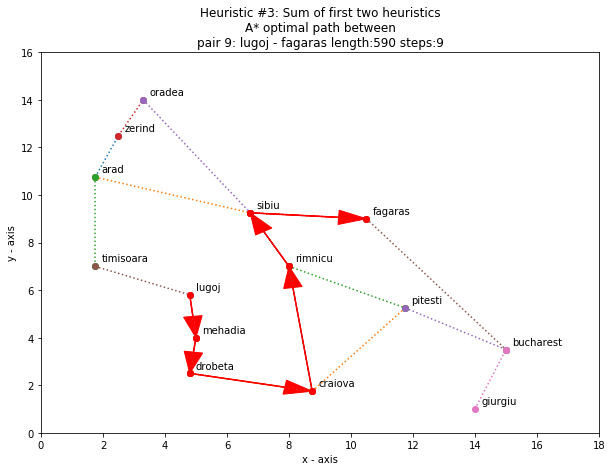 Heuristic #3: Sum of first two heuristics
A* optimal path between
pair 9: lugoj - fagaras length:590 steps:9
16
14
12
10
8
6
4
2
0
y - axis
oradea
zerind
arad
sibiu
fagaras
timisoara
rimnicu
lugoj
pitesti
mehadia
bucharest
drobeta
craiova
giurgiu
0 2 4 6 8 10 12 14 16 18
x - axis